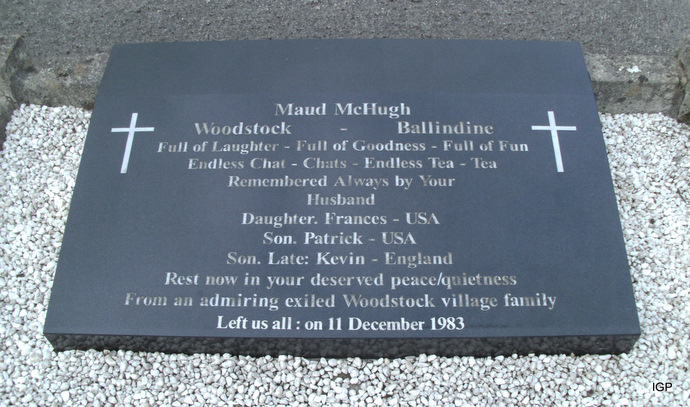 Maud McHugh
Woodstock - Ballindine
Full of Laughter - Full of Goodness - Full of Fun
Endless Chat - Chats - Endless Tea - Tea
Remembered Always by Your
Husband
Daughter. Frances - USA
Son. Patrick - USA
Son. Late: Kevin - England
Rest now in your deserved peace/quietness
From an admiring exiled Woodstock village family
Left us all : on 11 December 1983
IGP